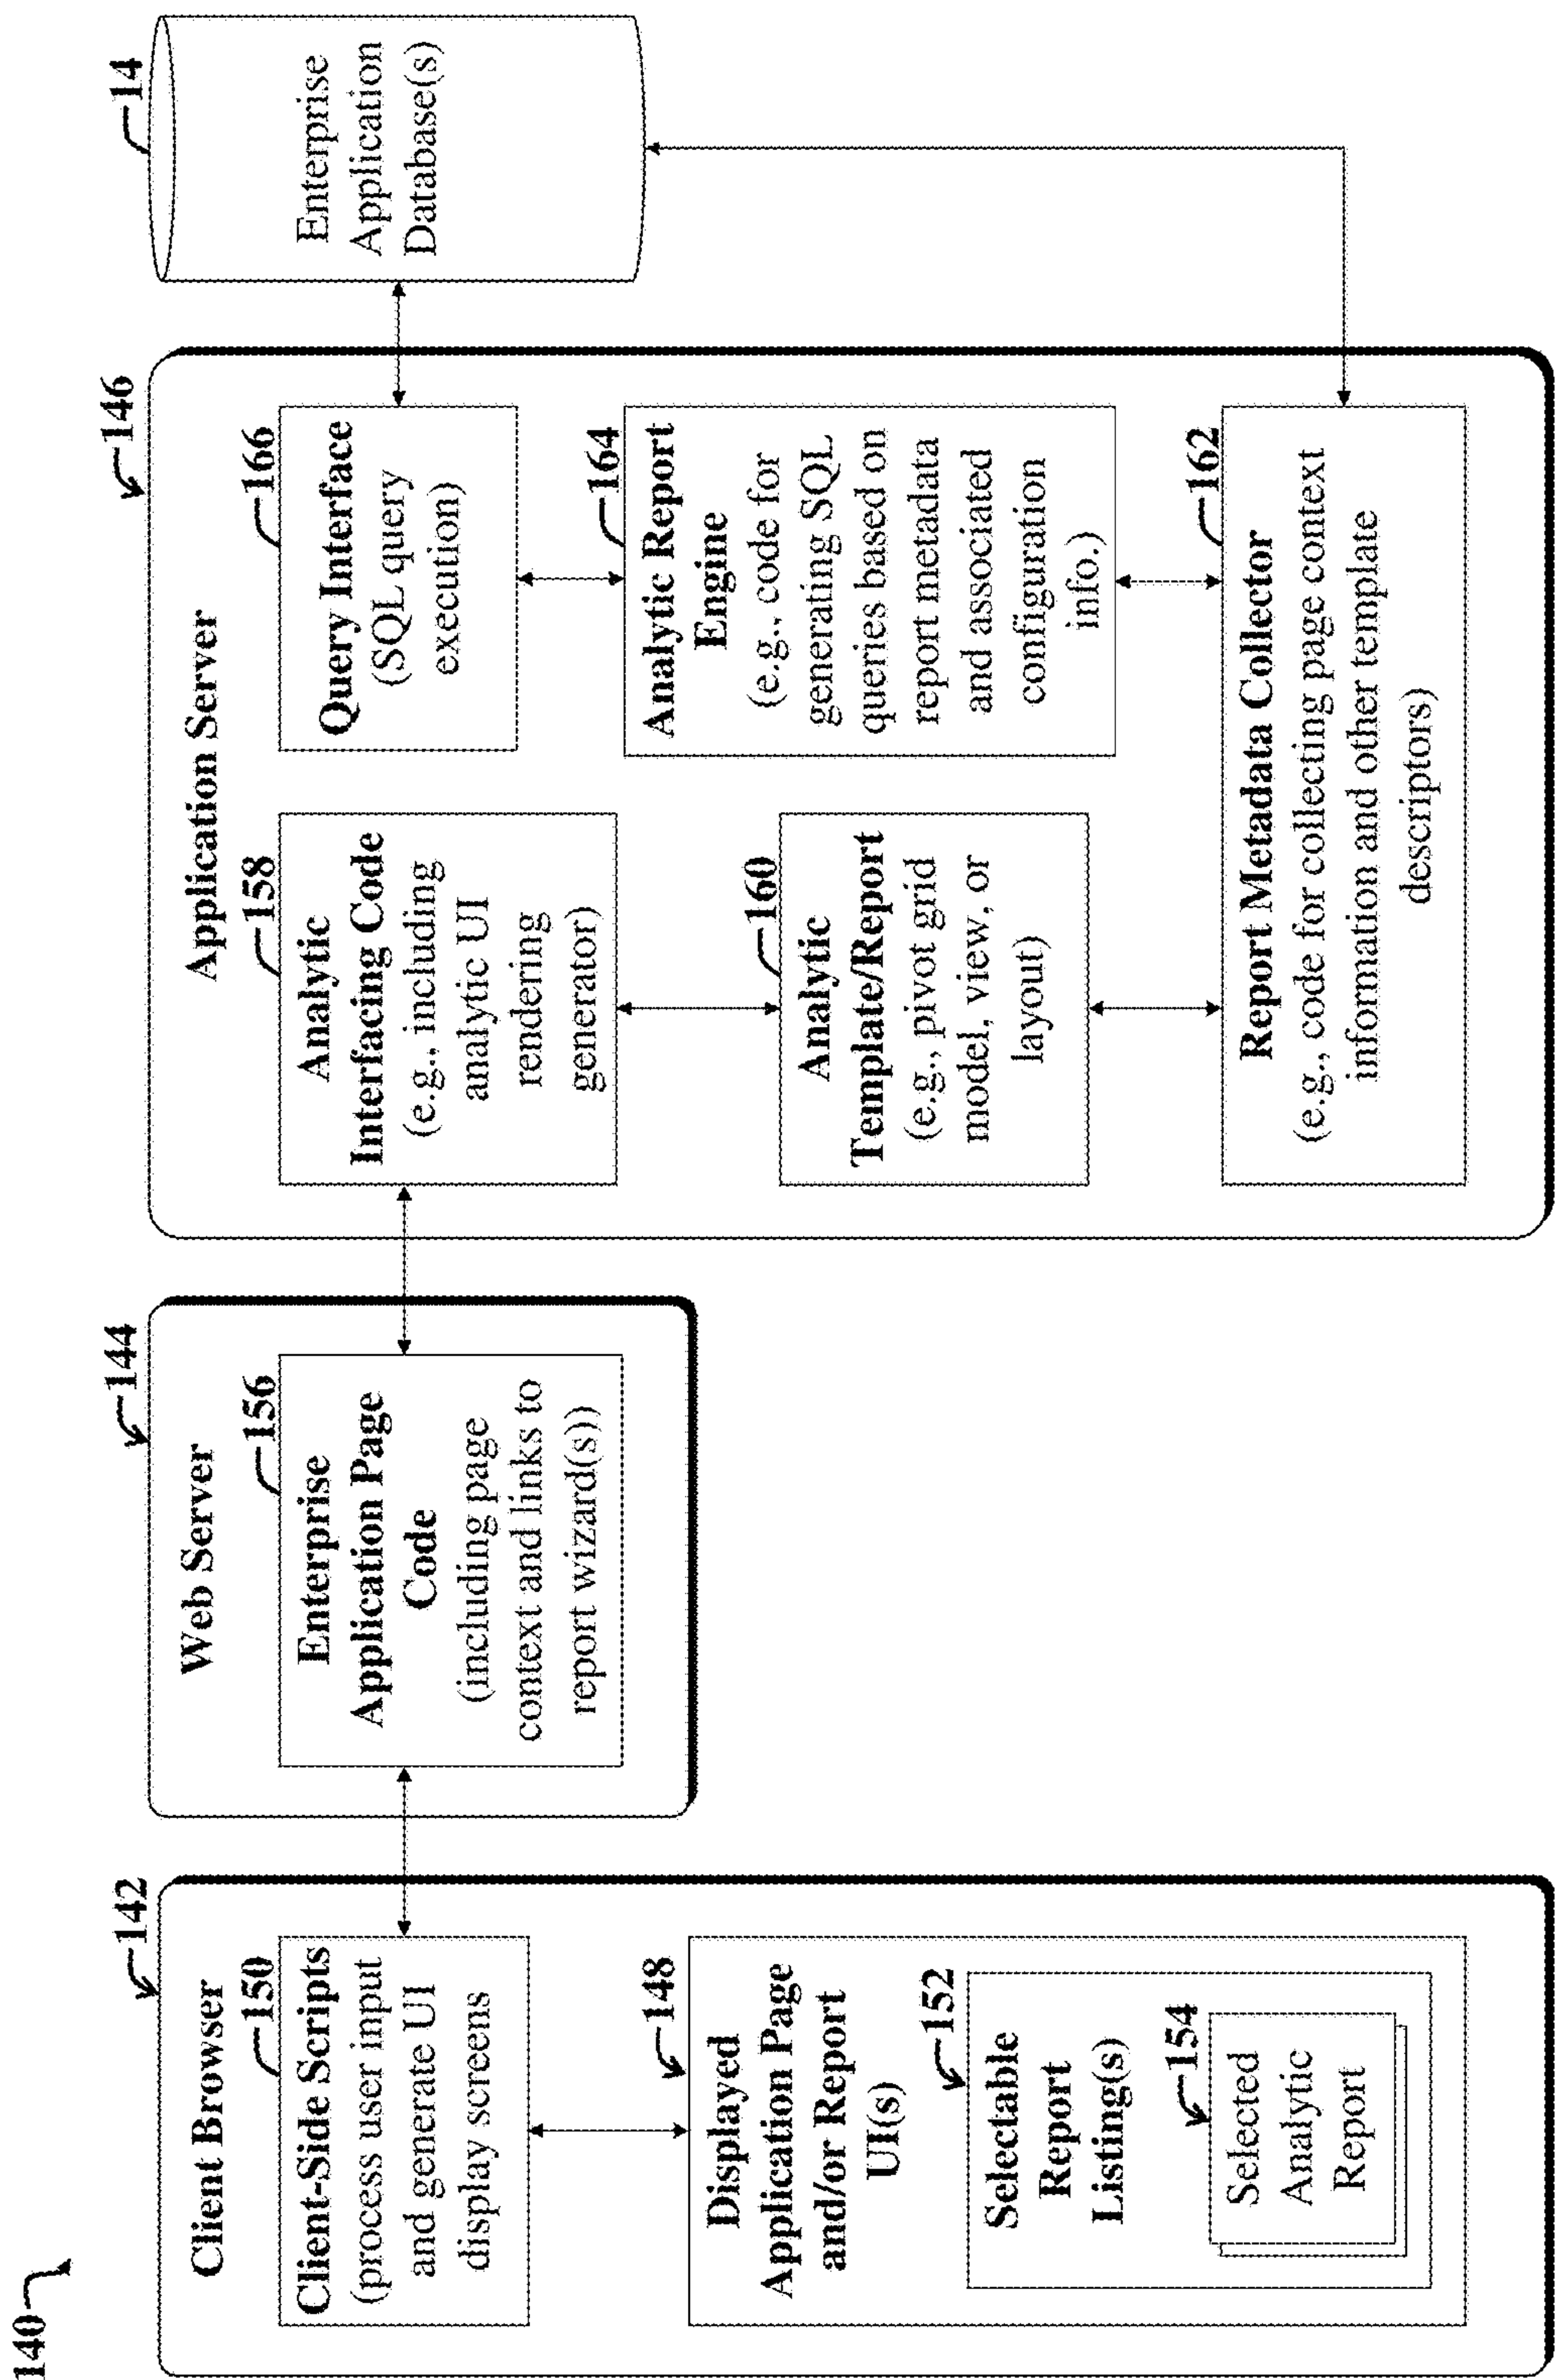 140
142
Client Browser
150
Client-Side Scripts
(process user input
and generate UI
display screens
148
Displayed
Application Page
and/or Report
UI(s)
152
Selectable
Report
Listing(s)
154
Selected
Analytic
Report
144
Web Server
156
Enterprise
Application Page
Code
(including page
context and links to
report wizard(s))
146
Application Server
158
Analytic
Interfacing Code
(e.g., including
analytic UI
rendering
generator)
160
Analytic
Template/Report
(e.g., pivot grid
model, view, or
layout)
166
Query Interface
(SQL query
execution)
164
Analytic Report
Engine
(e.g., code for
generating SQL
queries based on
report metadata
and associated
configuration
info.)
162
Report Metadata Collector
(e.g., code for collecting page context
information and other template
descriptors)
14
Enterprise
Application
Database(s)